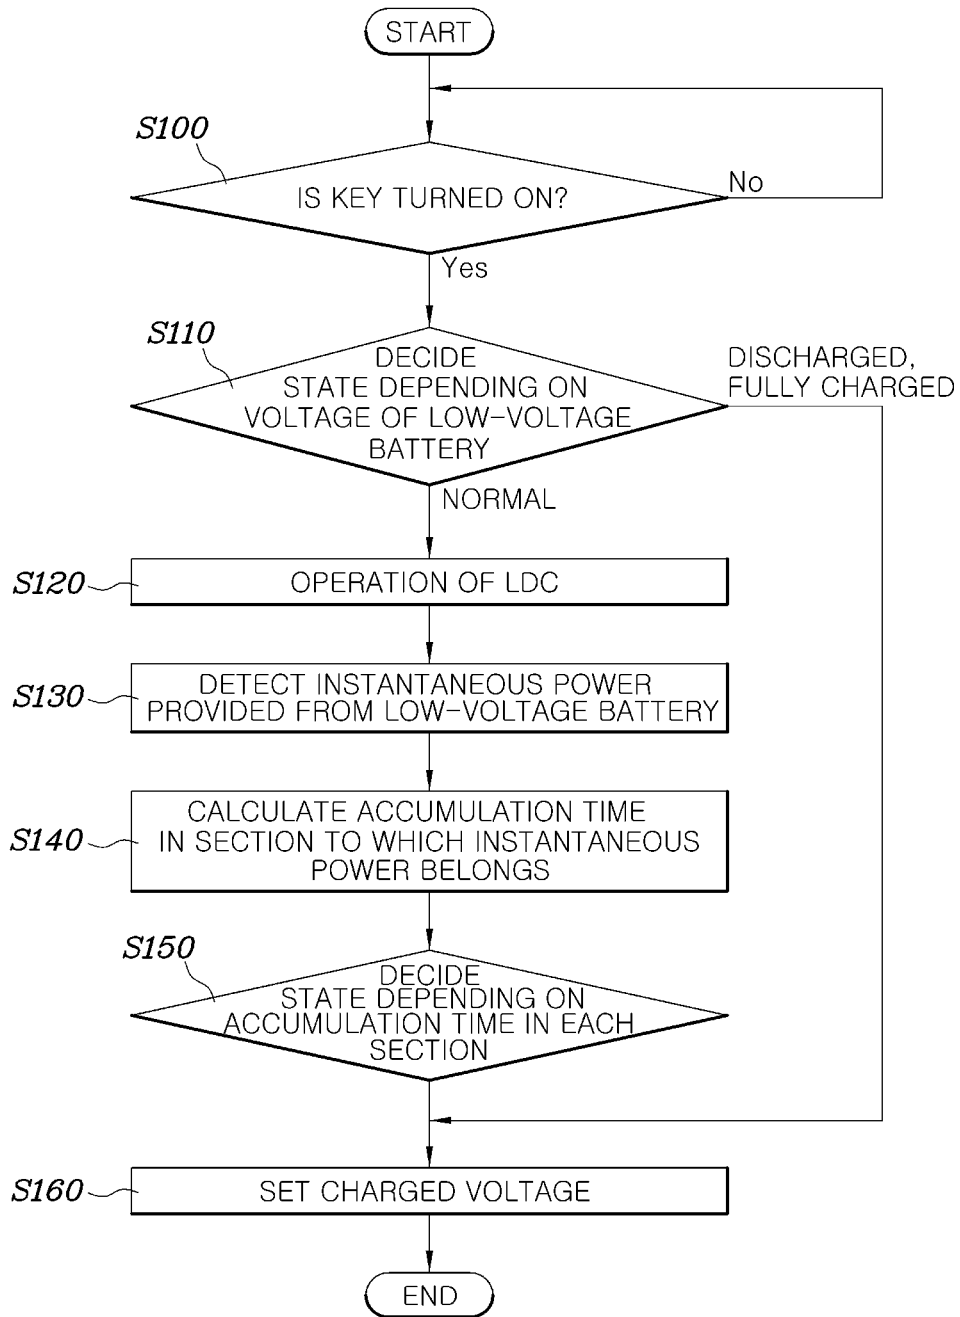 START
S100
IS KEY TURNED ON?
No
Yes
S110
DECIDE
STATE DEPENDING ON
VOLTAGE OF LOW-VOLTAGE
BATTERY
DISCHARGED,
FULLY CHARGED
NORMAL
S120
OPERATION OF LDC
S130
DETECT INSTANTANEOUS POWER
PROVIDED FROM LOW-VOLTAGE BATTERY
S140
CALCULATE ACCUMULATION TIME
IN SECTION TO WHICH INSTANTANEOUS
POWER BELONGS
S150
DECIDE
STATE DEPENDING ON
ACCUMULATION TIME IN EACH
SECTION
S160
SET CHARGED VOLTAGE
END